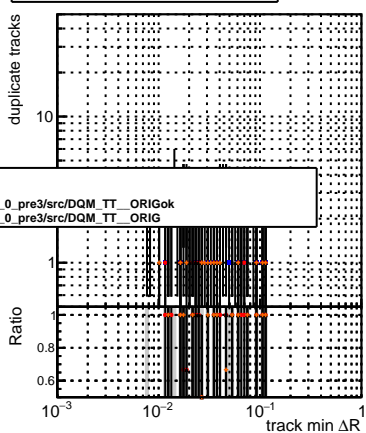 duplicate tracks
10
_0_pre3/src/DQM_TT__ORIGok
_0_pre3/src/DQM_TT__ORIG
1
Ratio
1
0.8
0.6
10⁻³ 10⁻² 10⁻¹ 1
track min ΔR